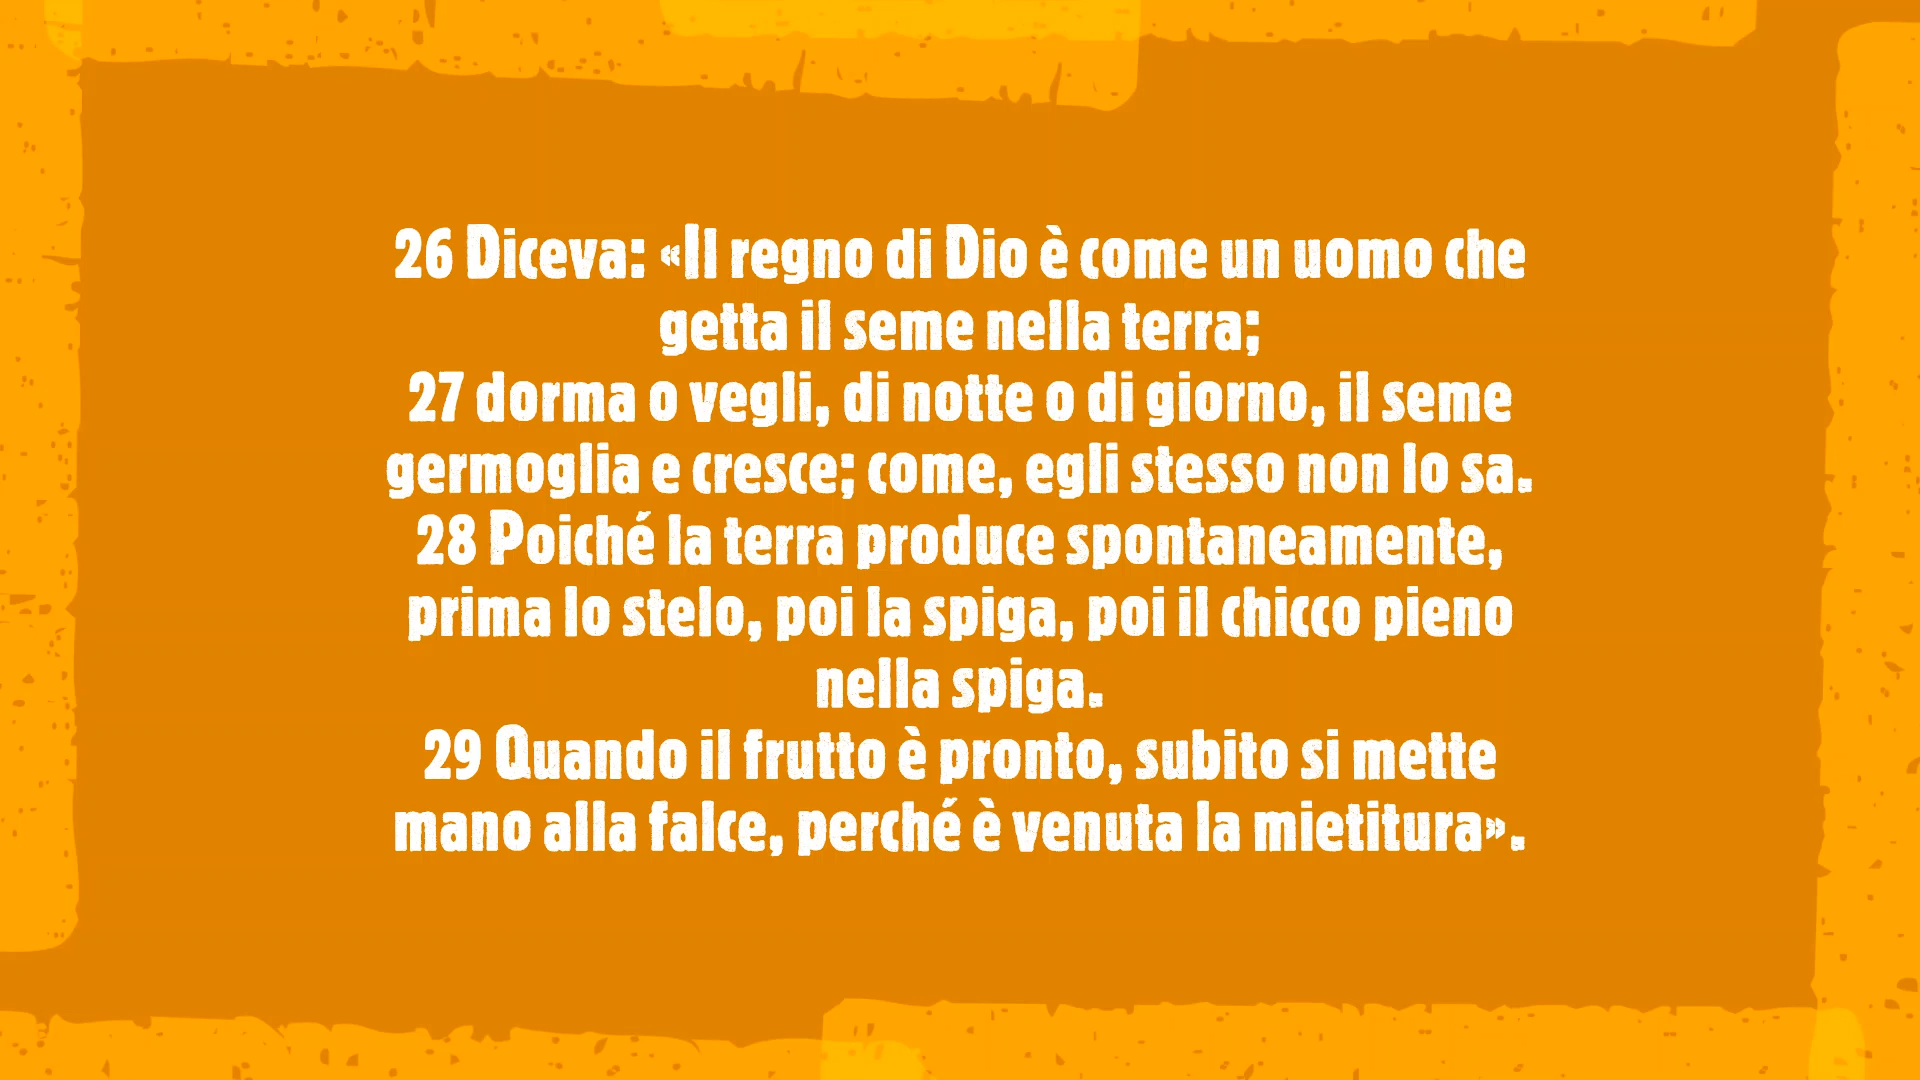 26 Diceva: «Il regno di Dio è come un uomo che
getta il seme nella terra;
27 dorma o vegli, di notte o di giorno, il seme
germoglia e cresce; come, egli stesso non lo sa.
28 Poiché la terra produce spontaneamente,
prima lo stelo, poi la spiga, poi il chicco pieno
nella spiga.
29 Quando il frutto è pronto, subito si mette
mano alla falce, perché è venuta la mietitura».